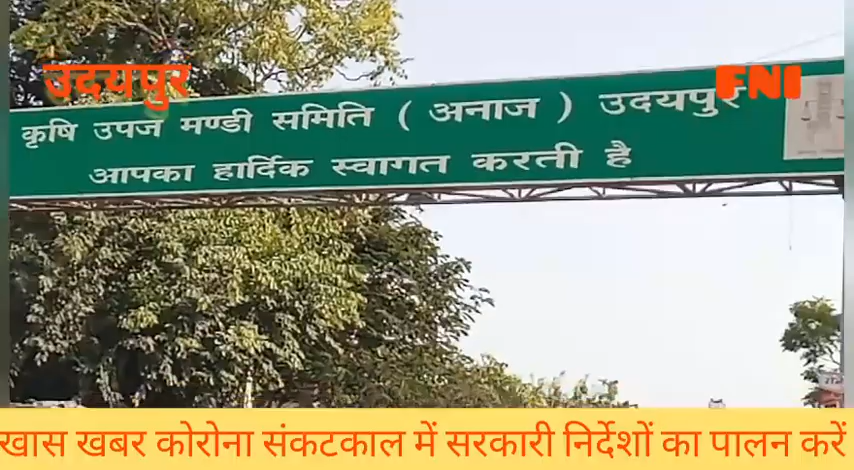 उदयपुर
FNI
कृषि उपज मण्डी समिति ( अनाज ) उदयपुर
आपका हार्दिक स्वागत करती है
खास खबर कोरोना संकटकाल में सरकारी निर्देशों का पालन करें